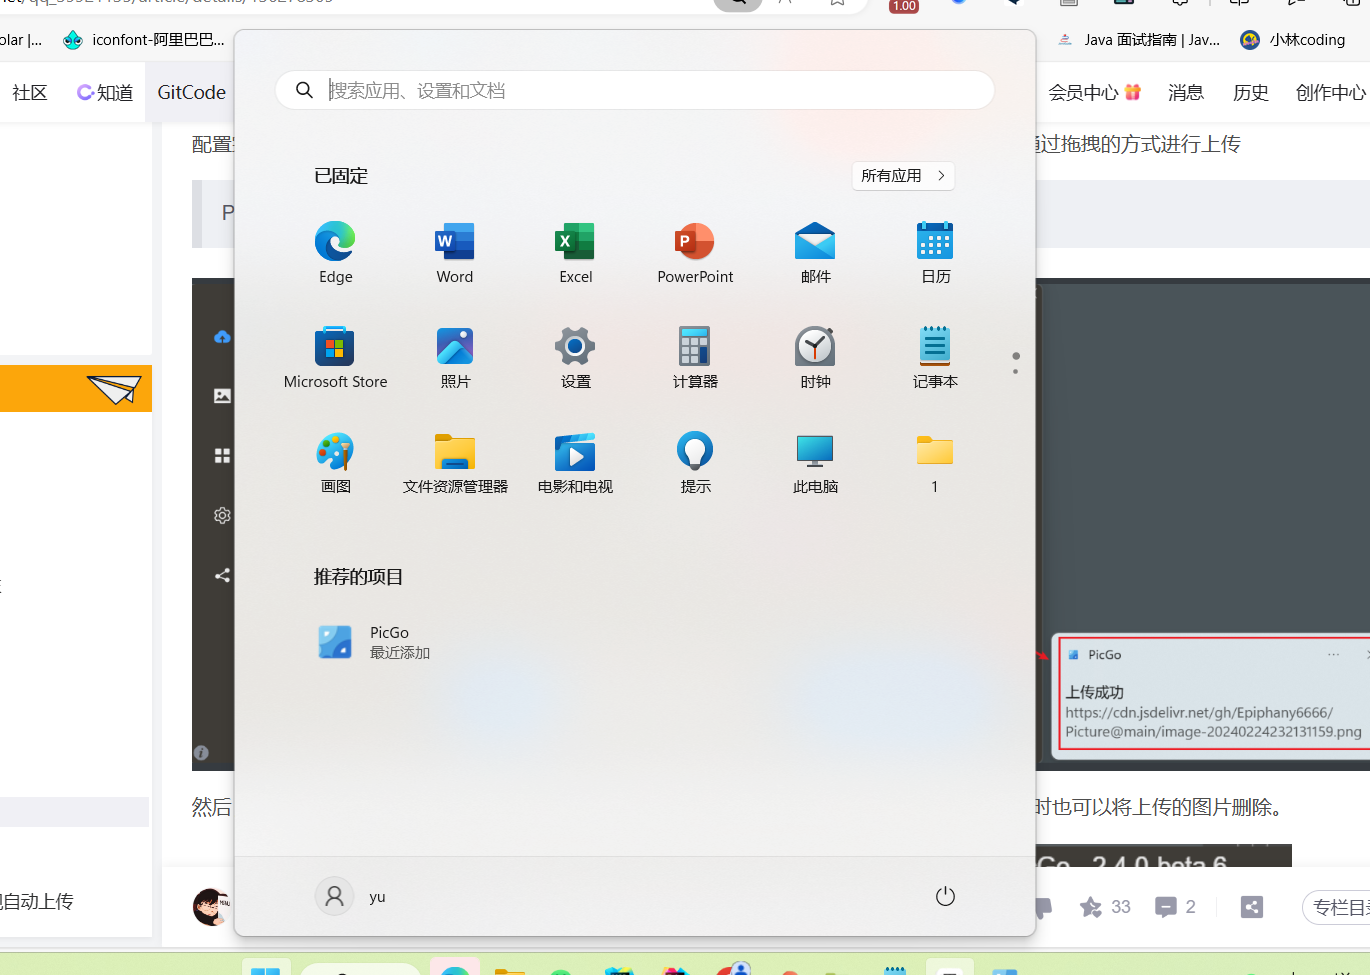 1.00
iconfont-阿里巴巴...
Java 面试指南 | Jav...
小林coding
社区
知道
GitCode
会员中心
消息
历史
创作中心
搜索应用、设置和文档
配置
过拖拽的方式进行上传
已固定
所有应用
P
Edge
Word
Excel
PowerPoint
邮件
日历
Microsoft Store
照片
设置
计算器
时钟
记事本
画图
文件资源管理器
电影和电视
提示
此电脑
1
推荐的项目
PicGo
最近添加
PicGo
上传成功
https://cdn.jsdelivr.net/gh/Epiphany6666/
Picture@main/image-20240224232131159.png
然后
时也可以将上传的图片删除。
Go - 2.4.0-beta.6
自动上传
yu
33
2
专栏目录